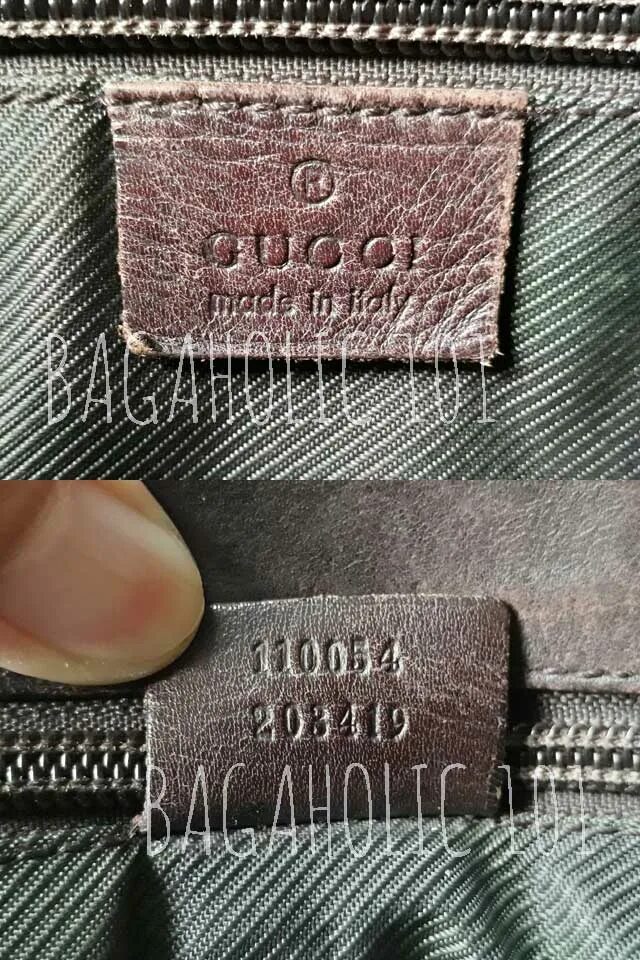 ®
GUCCI
made in italy
BAGAHOLIC 101
110054
203419
BAGAHOLIC 101